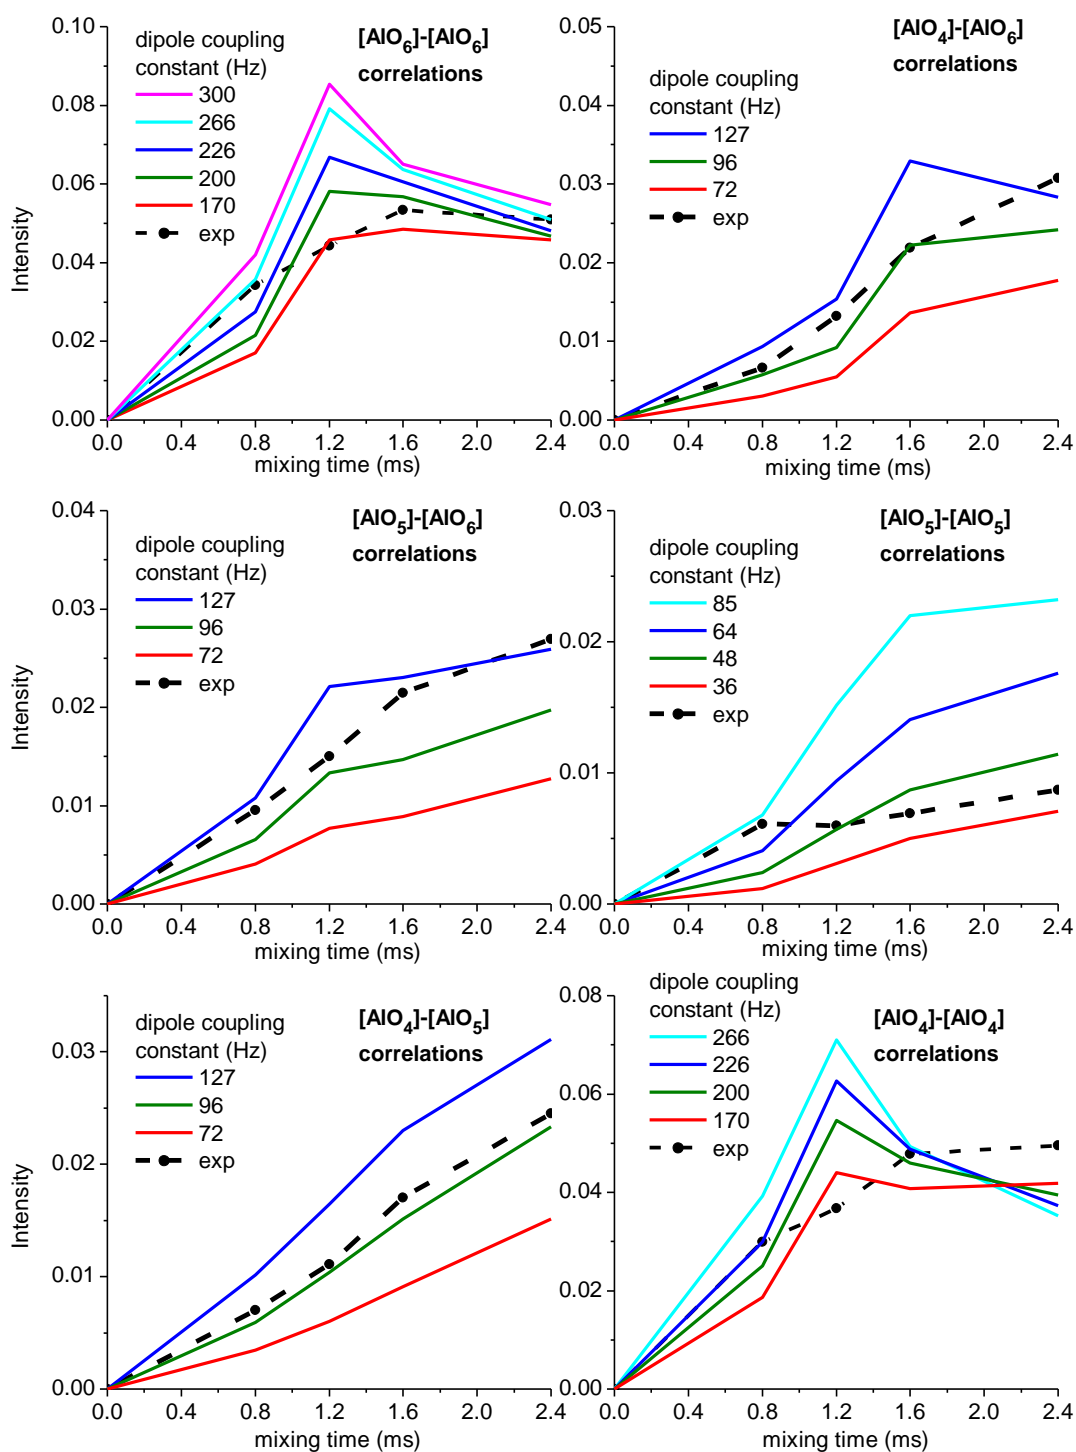 [AlO6]-[AlO6]
correlations
dipole coupling
constant (Hz)
300
266
226
200
170
exp
0.10
0.08
0.06
0.04
0.02
0.00
Intensity
0.0 0.4 0.8 1.2 1.6 2.0 2.4
mixing time (ms)
[AlO4]-[AlO6]
correlations
dipole coupling
constant (Hz)
127
96
72
exp
0.05
0.04
0.03
0.02
0.01
0.00
0.0 0.4 0.8 1.2 1.6 2.0 2.4
mixing time (ms)
[AlO5]-[AlO6]
correlations
dipole coupling
constant (Hz)
127
96
72
exp
0.04
0.03
0.02
0.01
0.00
Intensity
0.0 0.4 0.8 1.2 1.6 2.0 2.4
mixing time (ms)
[AlO5]-[AlO5]
correlations
dipole coupling
constant (Hz)
85
64
48
36
exp
0.03
0.02
0.01
0.00
0.0 0.4 0.8 1.2 1.6 2.0 2.4
mixing time (ms)
[AlO4]-[AlO5]
correlations
dipole coupling
constant (Hz)
127
96
72
exp
0.03
0.02
0.01
0.00
Intensity
0.0 0.4 0.8 1.2 1.6 2.0 2.4
mixing time (ms)
dipole coupling
constant (Hz)
[AlO4]-[AlO4]
correlations
266
226
200
170
exp
0.08
0.06
0.04
0.02
0.00
0.0 0.4 0.8 1.2 1.6 2.0 2.4
mixing time (ms)